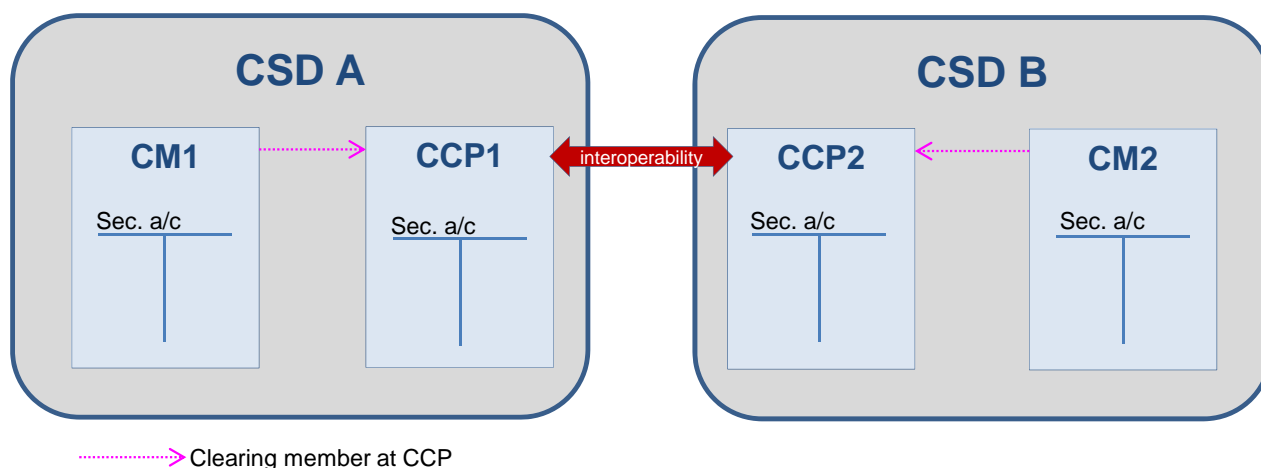 CSD A
CSD B
CM1
CCP1
interoperability
CCP2
CM2
Sec. a/c
Sec. a/c
Sec. a/c
Sec. a/c
Clearing member at CCP